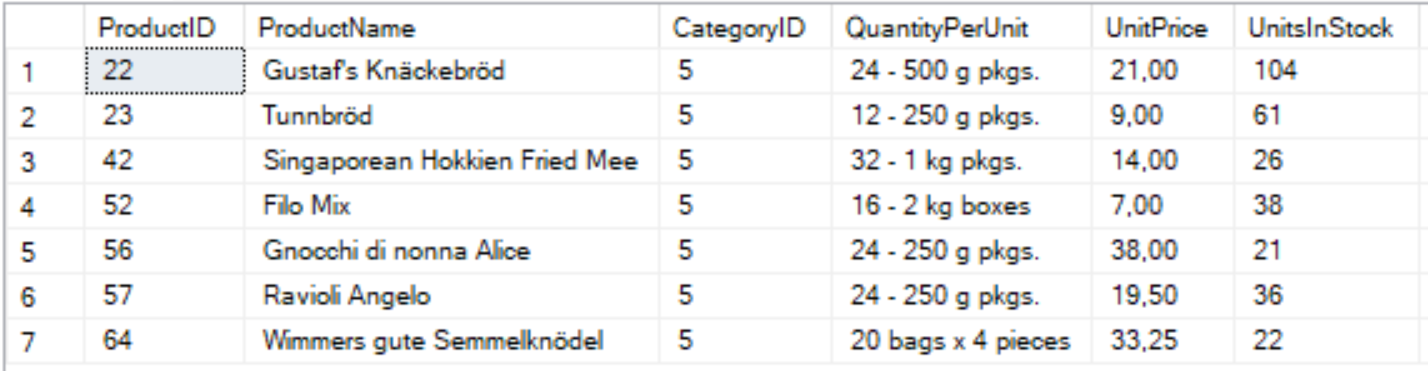 ProductID ProductName CategoryID QuantityPerUnit UnitPrice UnitsInStock
1 22 Gustaf's Knäckebröd 5 24 - 500 g pkgs. 21,00 104
2 23 Tunnbröd 5 12 - 250 g pkgs. 9,00 61
3 42 Singaporean Hokkien Fried Mee 5 32 - 1 kg pkgs. 14,00 26
4 52 Filo Mix 5 16 - 2 kg boxes 7,00 38
5 56 Gnocchi di nonna Alice 5 24 - 250 g pkgs. 38,00 21
6 57 Ravioli Angelo 5 24 - 250 g pkgs. 19,50 36
7 64 Wimmers gute Semmelknödel 5 20 bags x 4 pieces 33,25 22